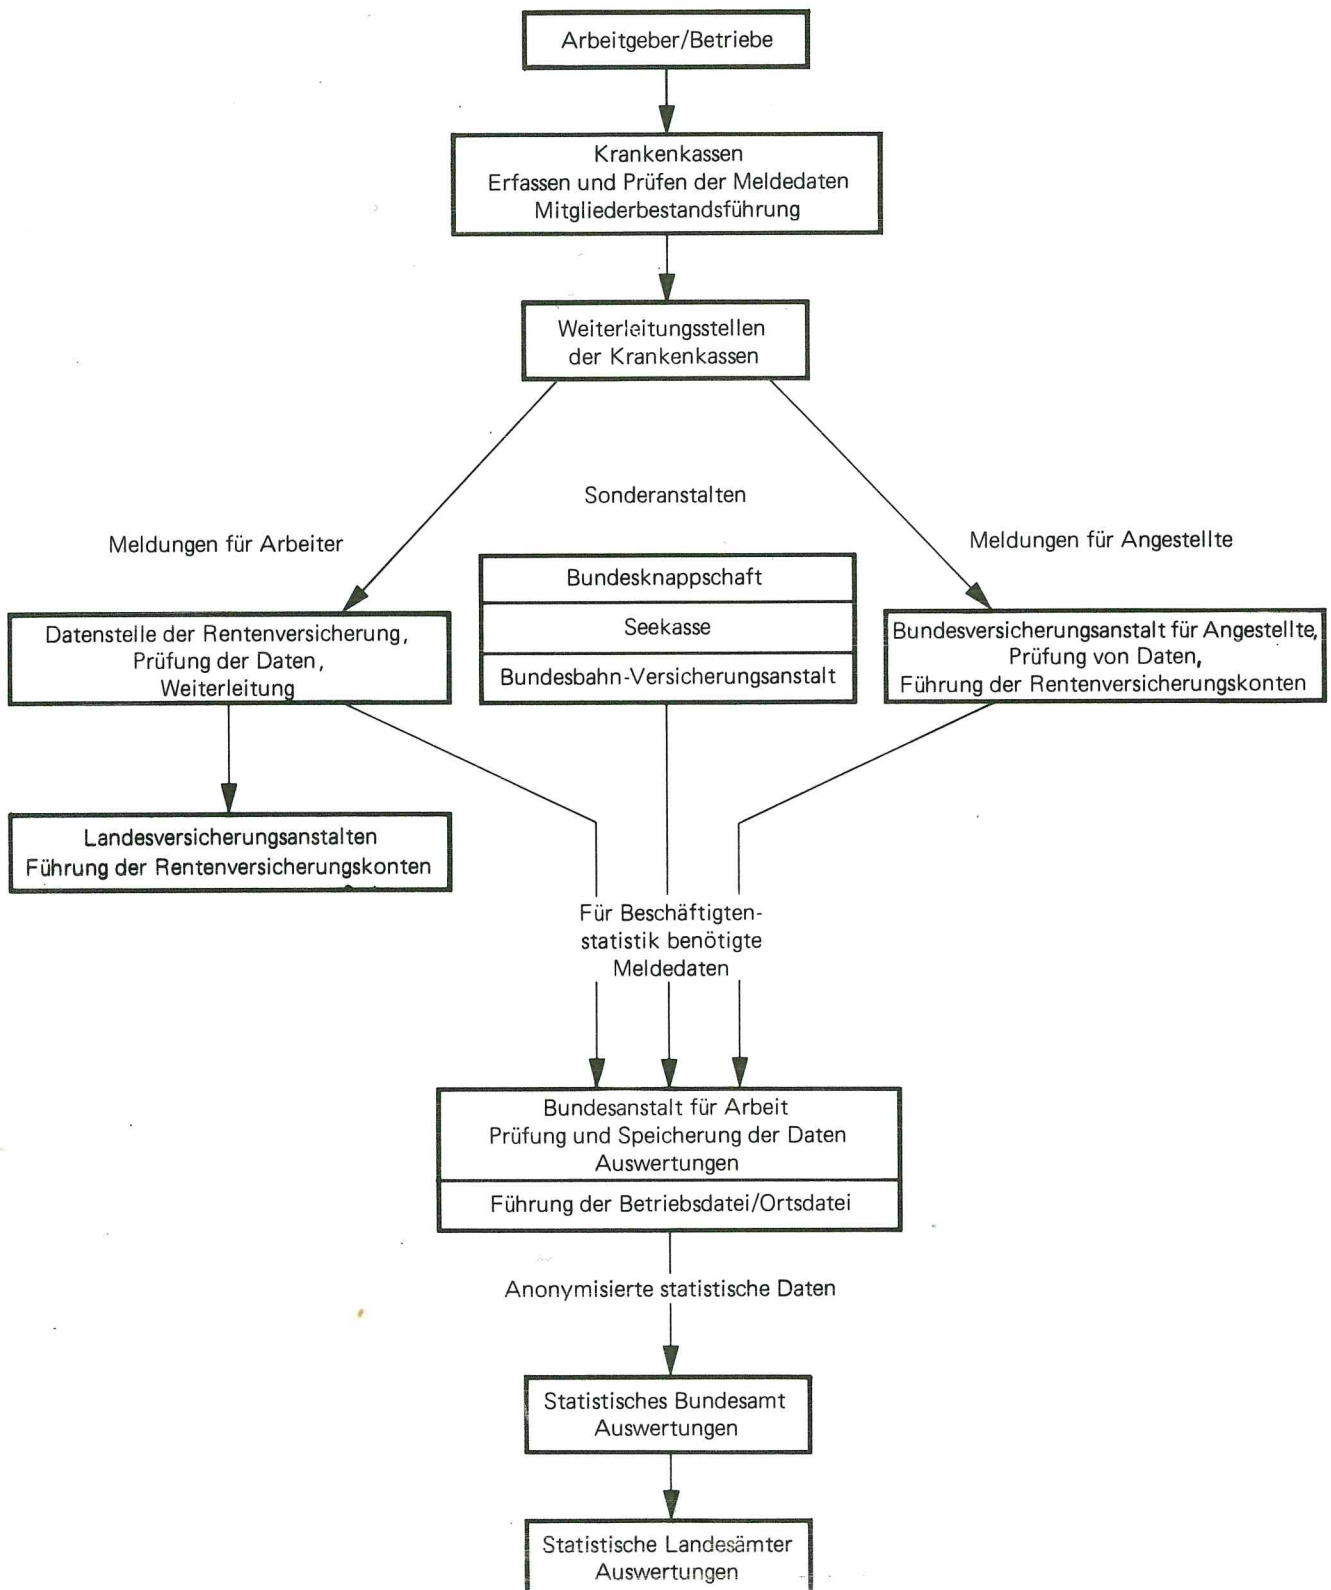 Arbeitgeber/Betriebe
Krankenkassen
Erfassen und Prüfen der Meldedaten
Mitgliederbestandsführung
Weiterleitungsstellen
der Krankenkassen
Sonderanstalten
Meldungen für Arbeiter
Meldungen für Angestellte
Datenstelle der Rentenversicherung,
Prüfung der Daten,
Weiterleitung
Bundesknappschaft
Seekasse
Bundesbahn-Versicherungsanstalt
Bundesversicherungsanstalt für Angestellte,
Prüfung von Daten,
Führung der Rentenversicherungskonten
Landesversicherungsanstalten
Führung der Rentenversicherungskonten
Für Beschäftigten-
statistik benötigte
Meldedaten
Bundesanstalt für Arbeit
Prüfung und Speicherung der Daten
Auswertungen
Führung der Betriebsdatei/Ortsdatei
Anonymisierte statistische Daten
Statistisches Bundesamt
Auswertungen
Statistische Landesämter
Auswertungen